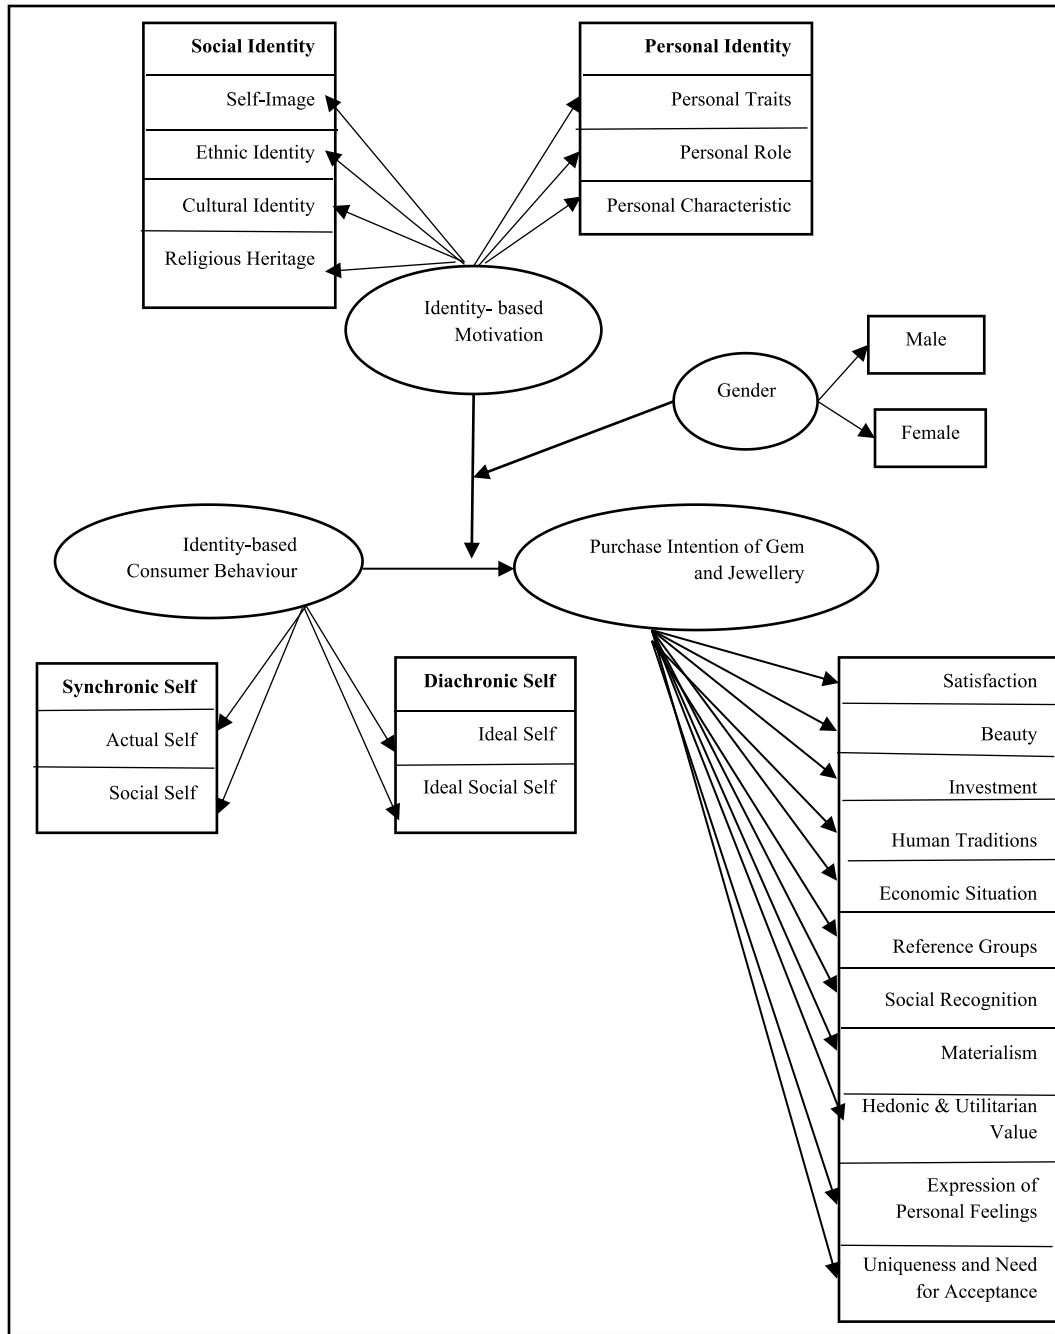 Social Identity
Self-Image
Ethnic Identity
Cultural Identity
Religious Heritage
Personal Identity
Personal Traits
Personal Role
Personal Characteristic
Identity- based
Motivation
Gender
Male
Female
Identity-based
Consumer Behaviour
Purchase Intention of Gem
and Jewellery
Synchronic Self
Actual Self
Social Self
Diachronic Self
Ideal Self
Ideal Social Self
Satisfaction
Beauty
Investment
Human Traditions
Economic Situation
Reference Groups
Social Recognition
Materialism
Hedonic & Utilitarian
Value
Expression of
Personal Feelings
Uniqueness and Need
for Acceptance